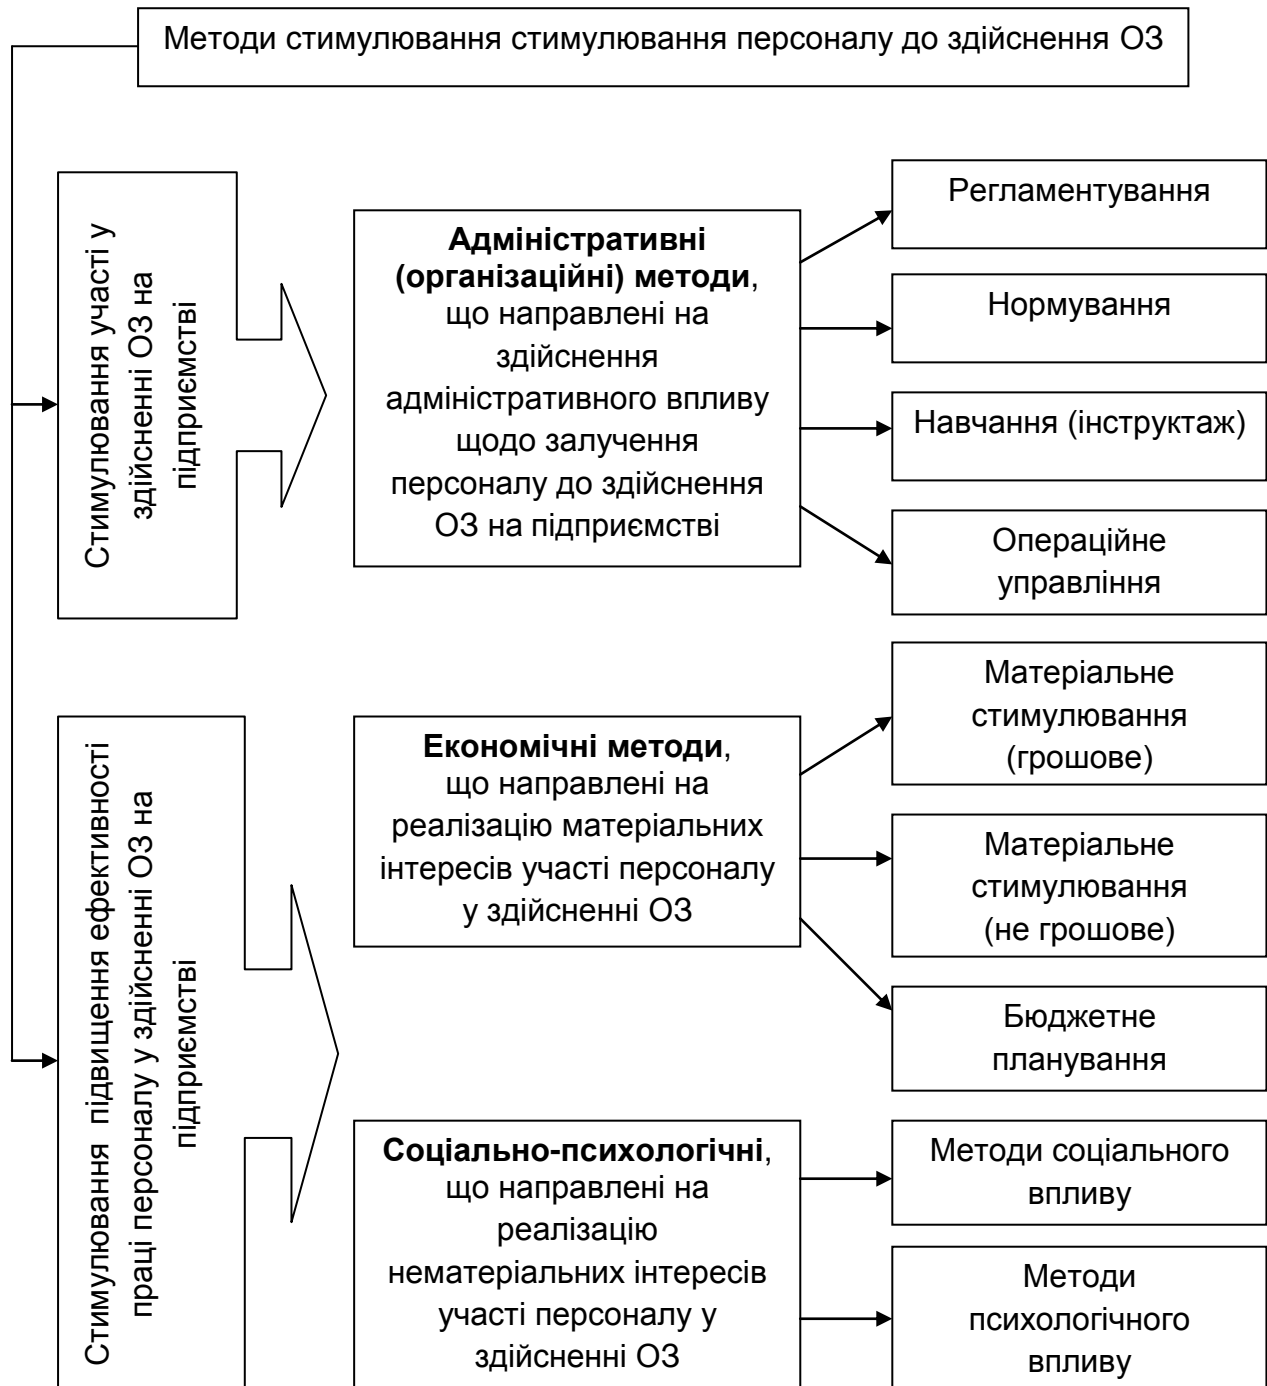 Методи стимулювання стимулювання персоналу до здійснення ОЗ
Стимулювання участі у
здійсненні ОЗ на
підприємстві
Адміністративні
(організаційні) методи,
що направлені на
здійснення
адміністративного впливу
щодо залучення
персоналу до здійснення
ОЗ на підприємстві
Регламентування
Нормування
Навчання (інструктаж)
Операційне
управління
Стимулювання підвищення ефективності
праці персоналу у здійсненні ОЗ на
підприємстві
Економічні методи,
що направлені на
реалізацію матеріальних
інтересів участі персоналу
у здійсненні ОЗ
Матеріальне
стимулювання
(грошове)
Матеріальне
стимулювання
(не грошове)
Бюджетне
планування
Соціально-психологічні,
що направлені на
реалізацію
нематеріальних інтересів
участі персоналу у
здійсненні ОЗ
Методи соціального
впливу
Методи
психологічного
впливу